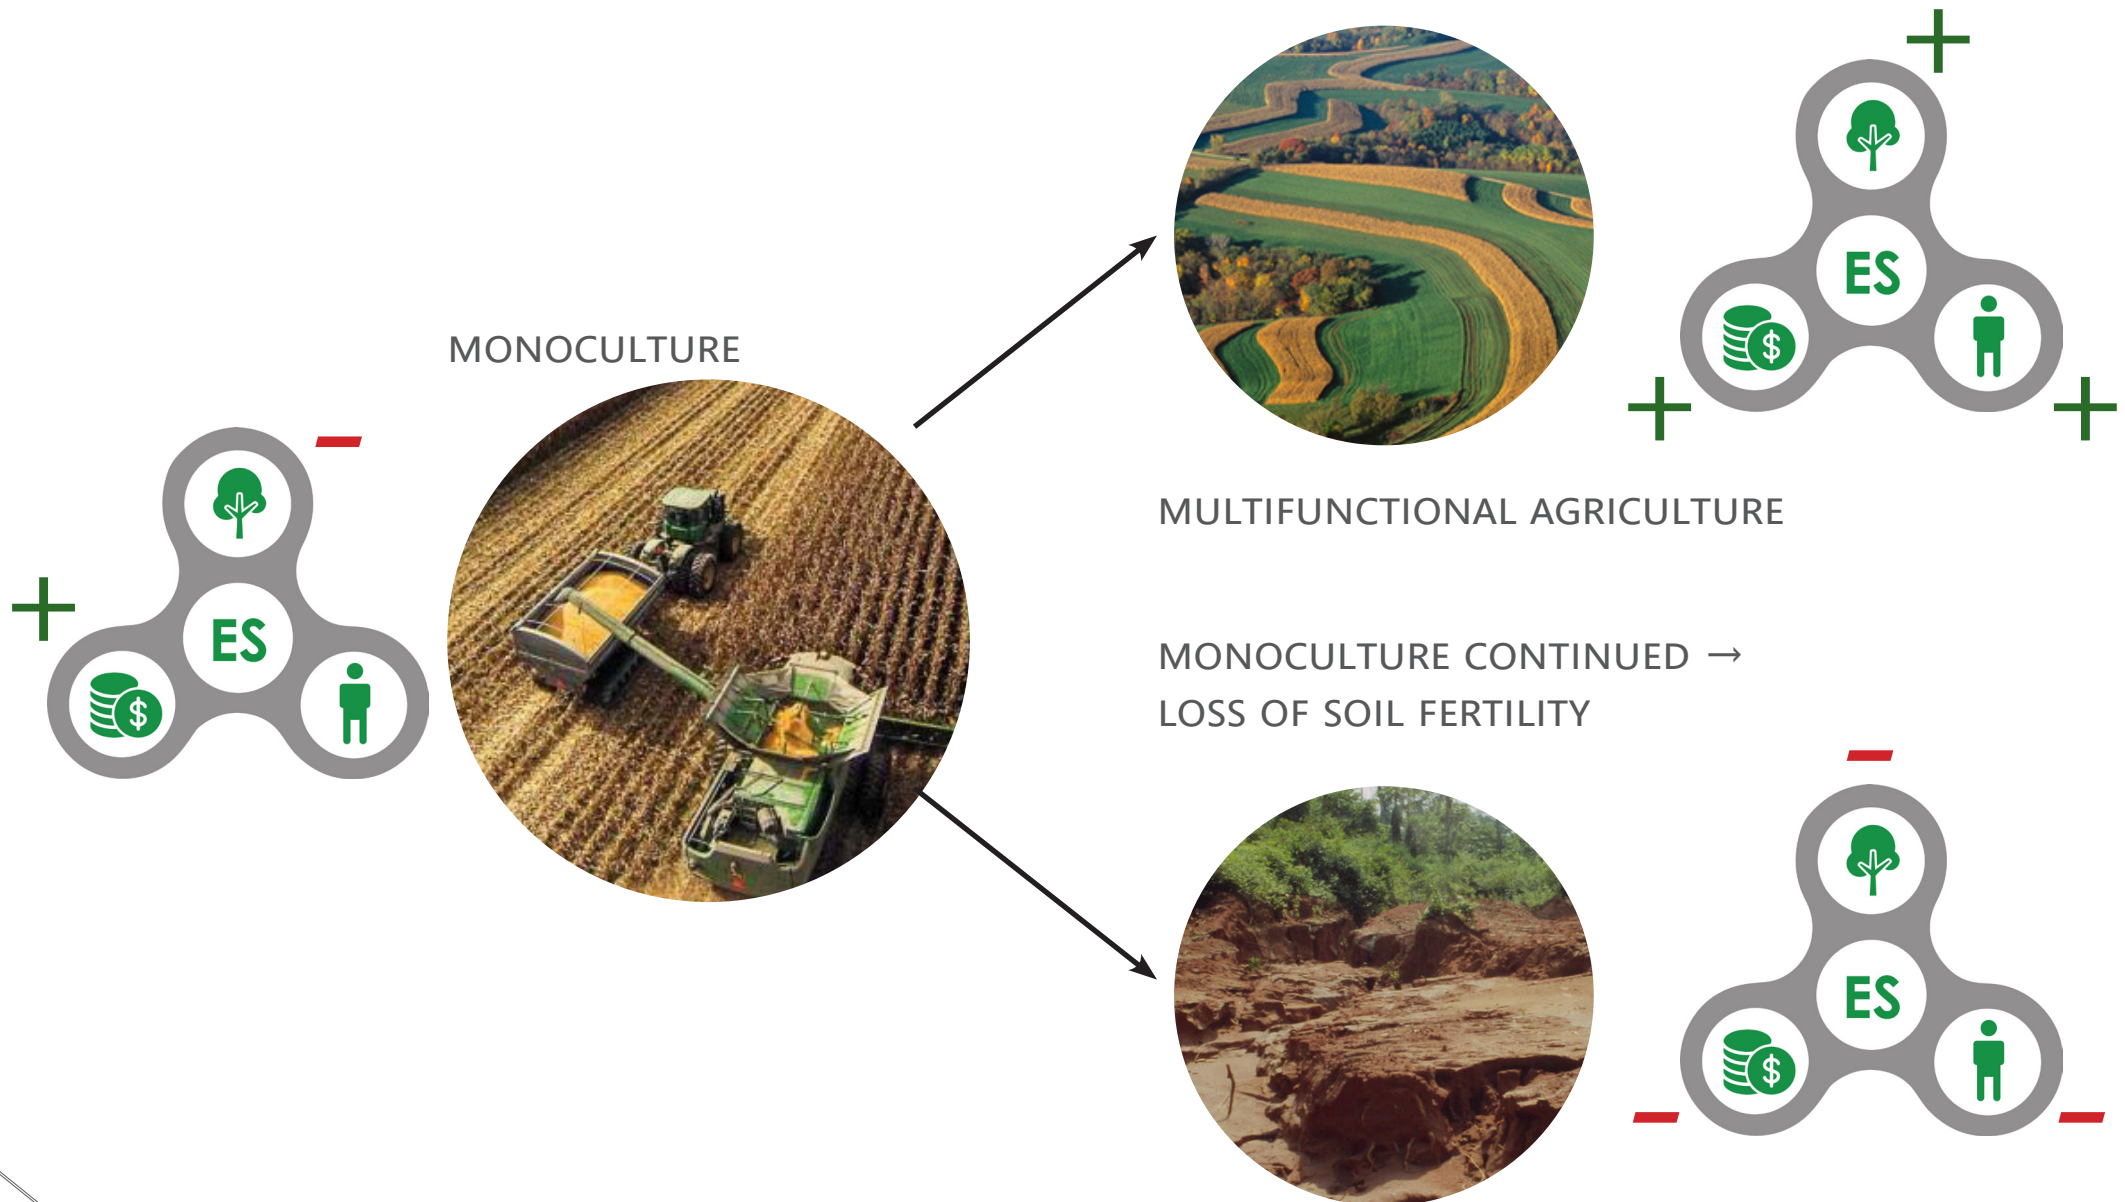 MONOCULTURE
ES
$
MULTIFUNCTIONAL AGRICULTURE
ES
$
MONOCULTURE CONTINUED →
LOSS OF SOIL FERTILITY
ES
$